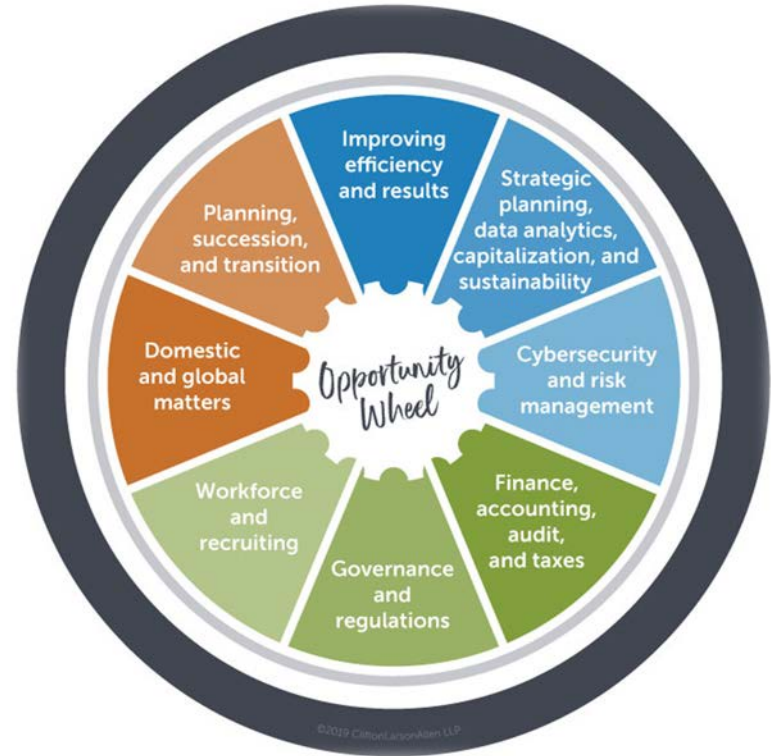 Improving
efficiency
and results
Strategic
planning,
data analytics,
capitalization, and
sustainability
Cybersecurity
and risk
management
Finance,
accounting,
audit,
and taxes
Governance
and
regulations
Workforce
and
recruiting
Domestic
and global
matters
Planning,
succession,
and transition
Opportunity
Wheel
©2019 CliftonLarsonAllen LLP